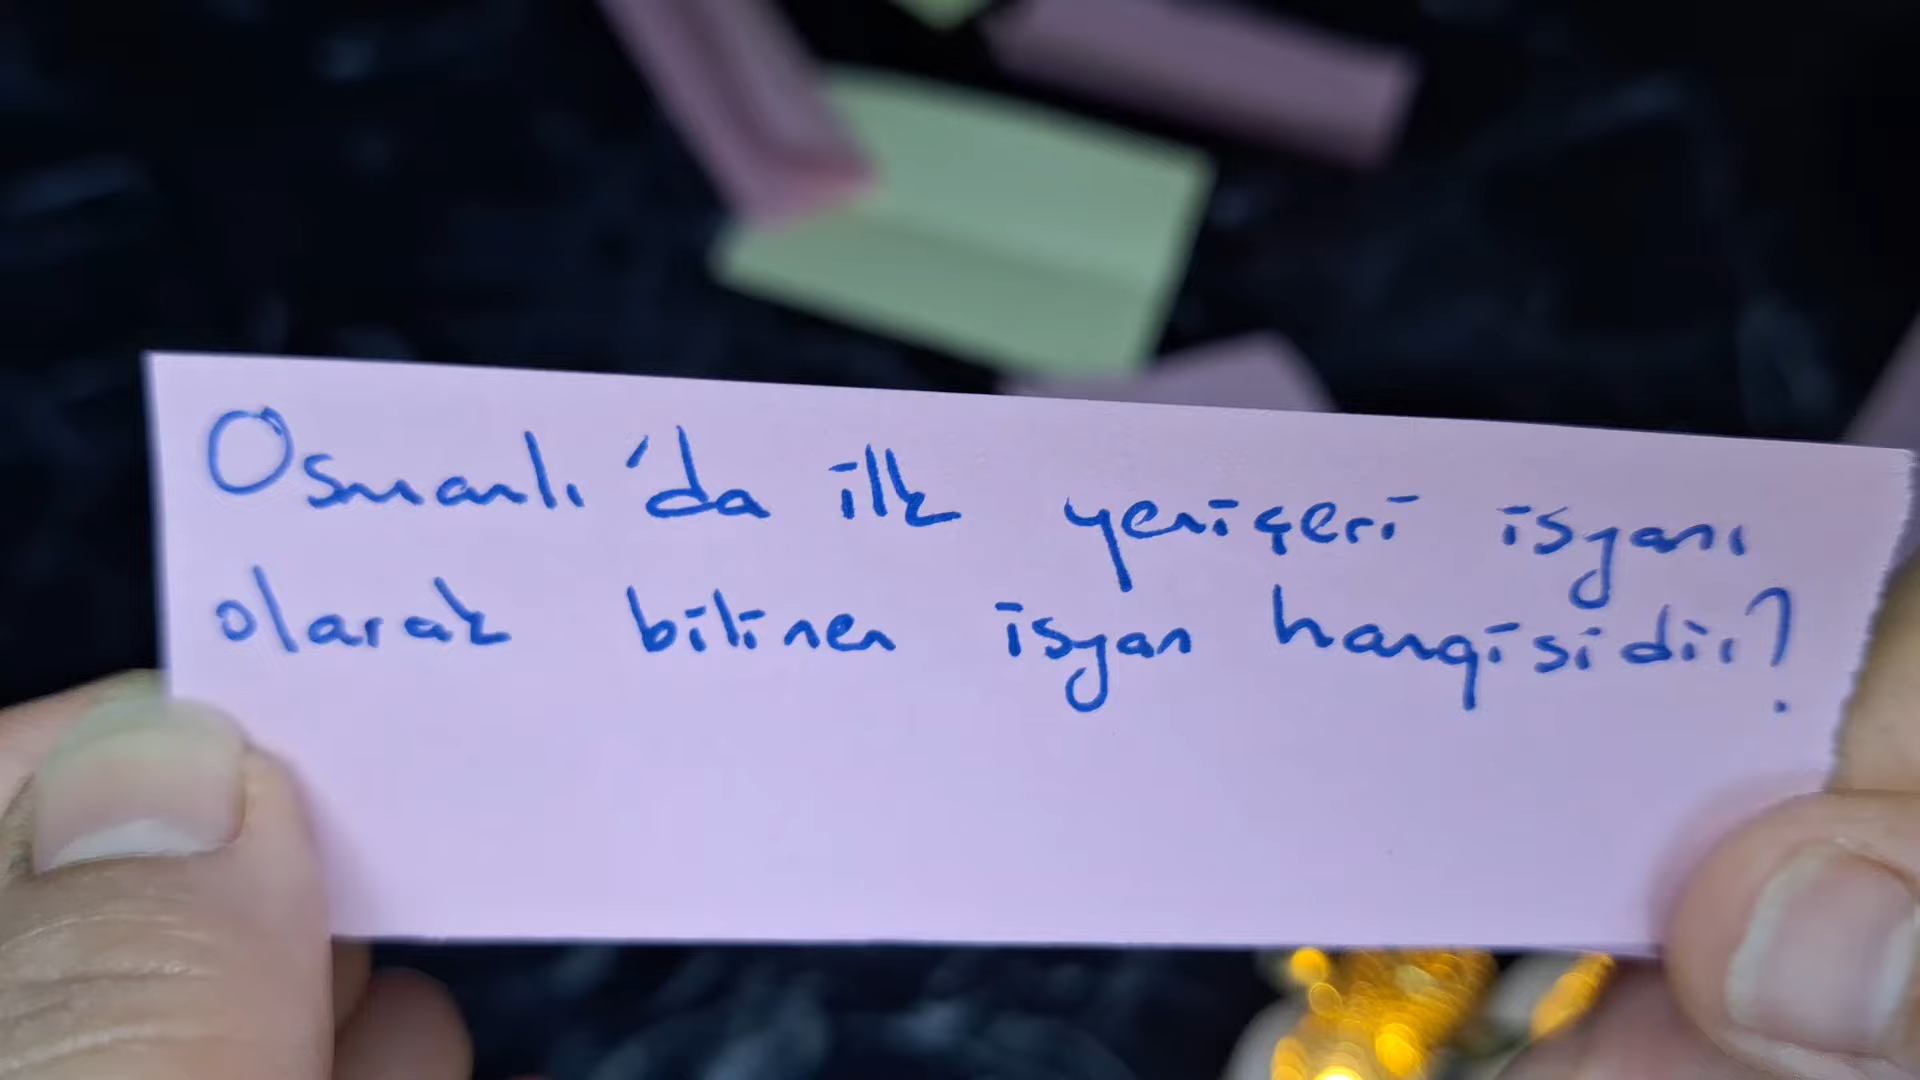 Osmanlı'da ilk yeniçeri isyanı
olarak bilinen isyan hangisidir?